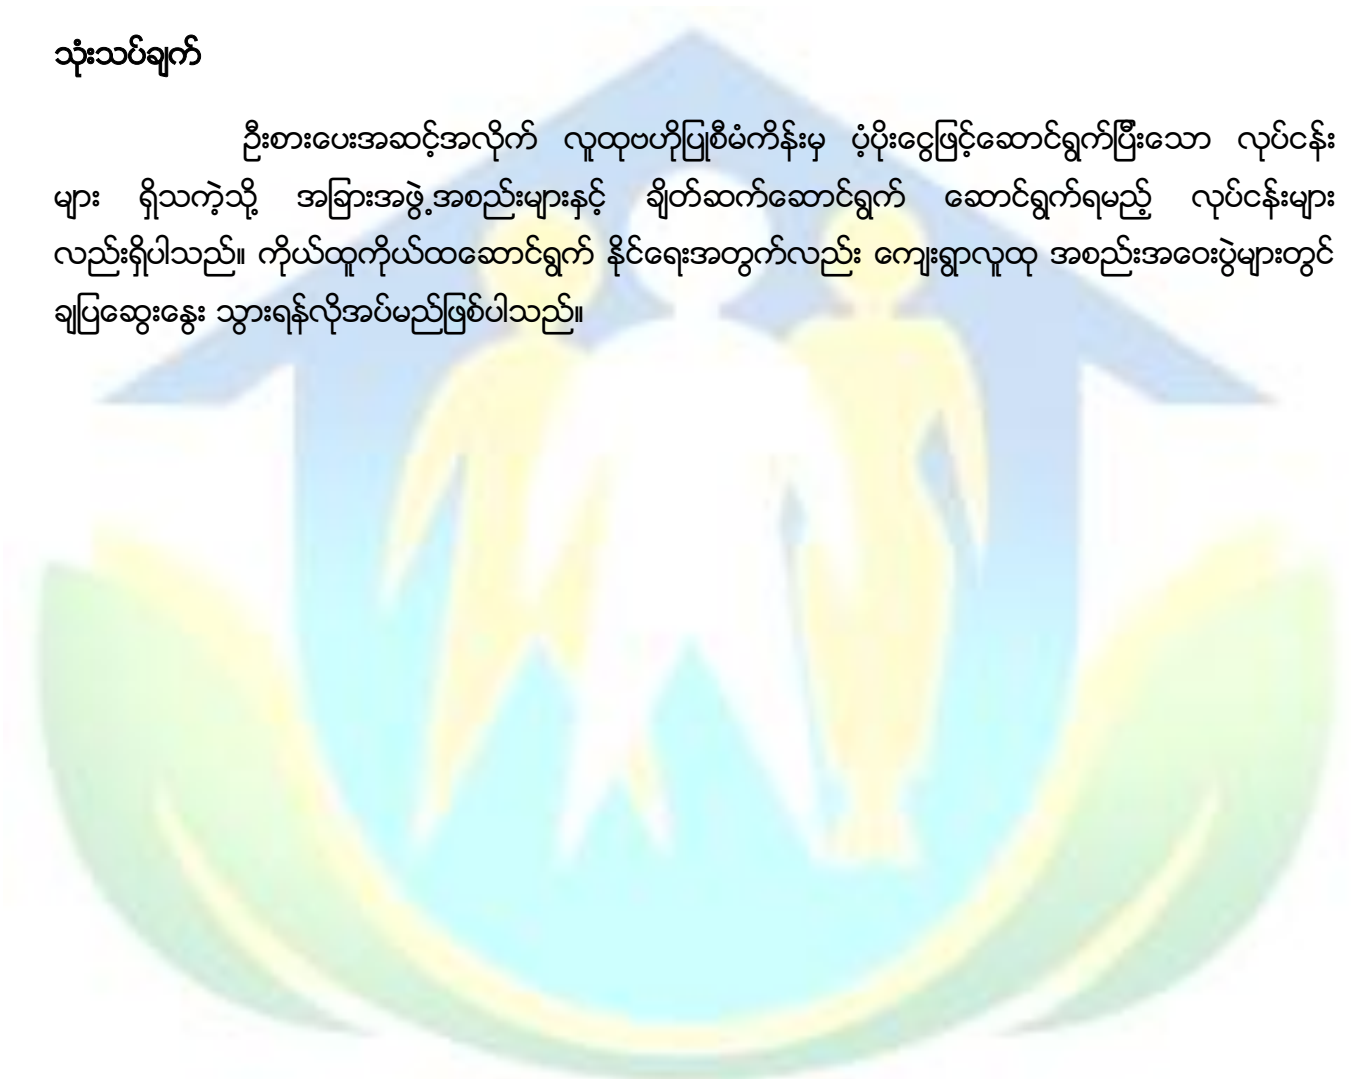 သုံးသပ်ချက်
ဦးစားပေးအဆင့်အလိုက် လူထုဗဟိုပြုစီမံကိန်းမှ ပံ့ပိုးငွေဖြင့်ဆောင်ရွက်ပြီးသော လုပ်ငန်း
များ ရှိသကဲ့သို့ အခြားအဖွဲ့အစည်းများနှင့် ချိတ်ဆက်ဆောင်ရွက် ဆောင်ရွက်ရမည့် လုပ်ငန်းများ
လည်းရှိပါသည်။ ကိုယ်ထူကိုယ်ထဆောင်ရွက် နိုင်ရေးအတွက်လည်း ကျေးရွာလူထု အစည်းအဝေးပွဲများတွင်
ချပြဆွေးနွေး သွားရန်လိုအပ်မည်ဖြစ်ပါသည်။